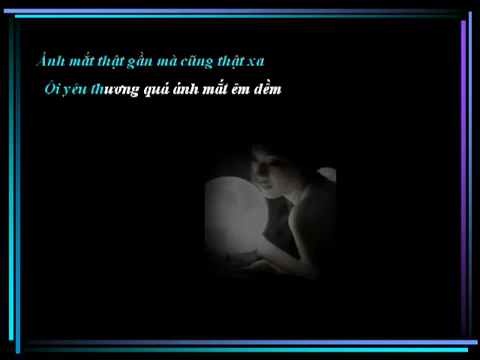 Ánh mắt thật gần mà cũng thật xa
Ôi yêu thương quá ánh mắt êm đềm